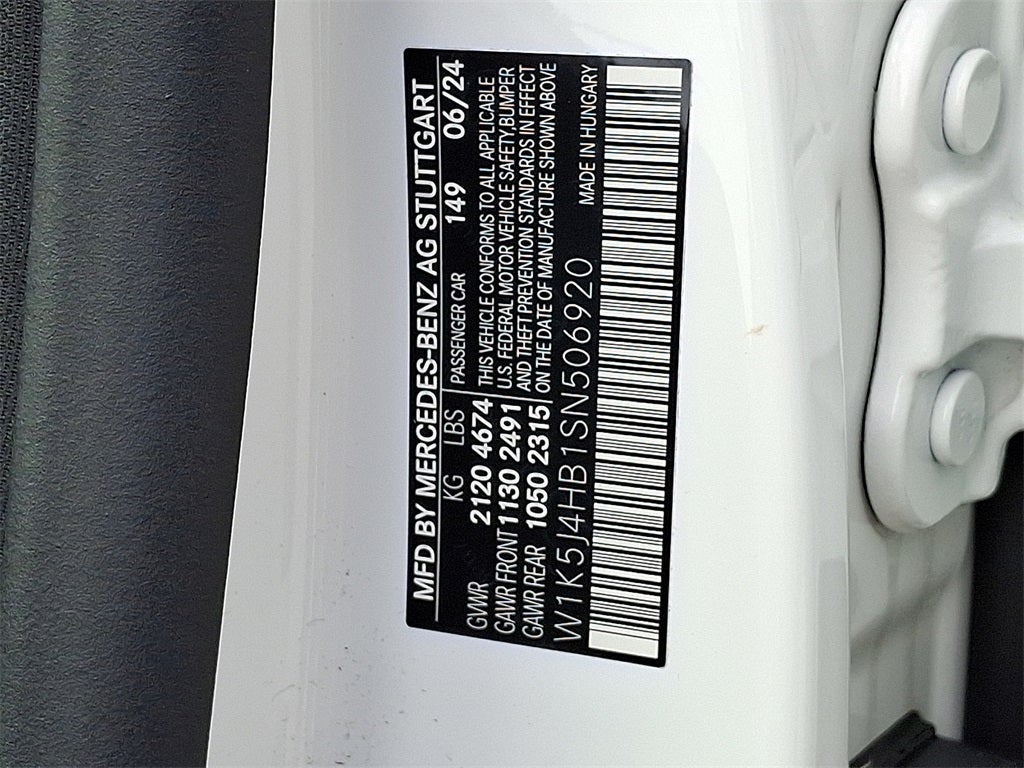 MFD BY MERCEDES-BENZ AG STUTTGART
KG LBS PASSENGER CAR 149 06/24
GVWR 2120 4674 THIS VEHICLE CONFORMS TO ALL APPLICABLE
GAWR FRONT 1130 2491 U.S. FEDERAL MOTOR VEHICLE SAFETY, BUMPER
GAWR REAR 1050 2315 AND THEFT PREVENTION STANDARDS IN EFFECT
ON THE DATE OF MANUFACTURE SHOWN ABOVE
W1K5J4HB1SN506920 MADE IN HUNGARY